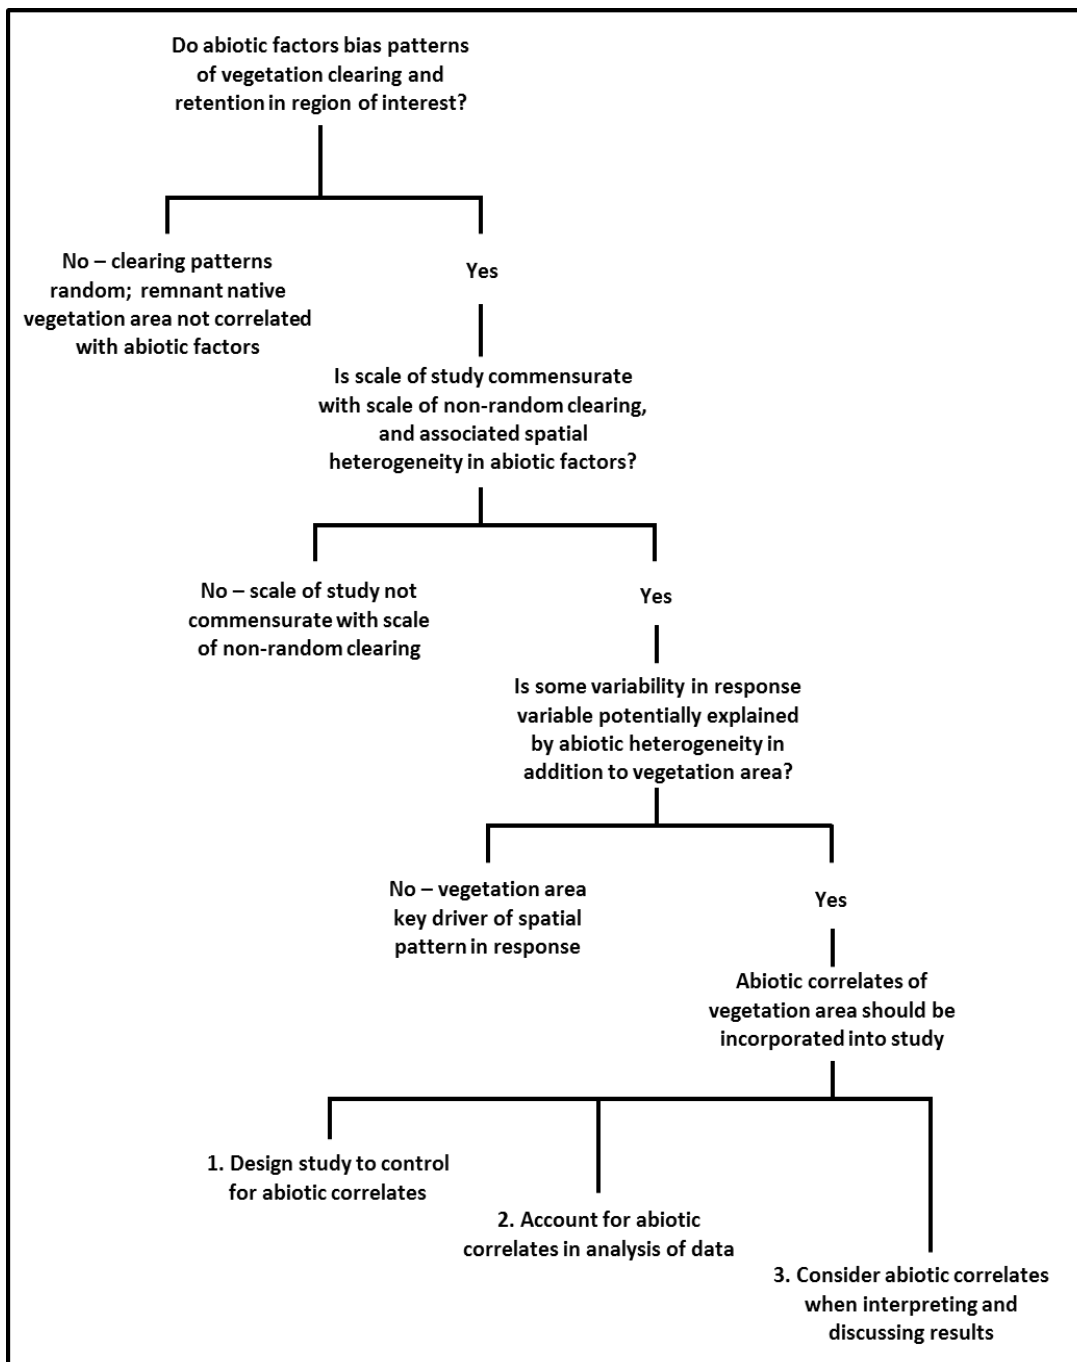 Do abiotic factors bias patterns
of vegetation clearing and
retention in region of interest?
No – clearing patterns
random; remnant native
vegetation area not correlated
with abiotic factors
Yes
Is scale of study commensurate
with scale of non-random clearing,
and associated spatial
heterogeneity in abiotic factors?
No – scale of study not
commensurate with scale
of non-random clearing
Yes
Is some variability in response
variable potentially explained
by abiotic heterogeneity in
addition to vegetation area?
No – vegetation area
key driver of spatial
pattern in response
Yes
Abiotic correlates of
vegetation area should be
incorporated into study
1. Design study to control
for abiotic correlates
2. Account for abiotic
correlates in analysis of data
3. Consider abiotic correlates
when interpreting and
discussing results